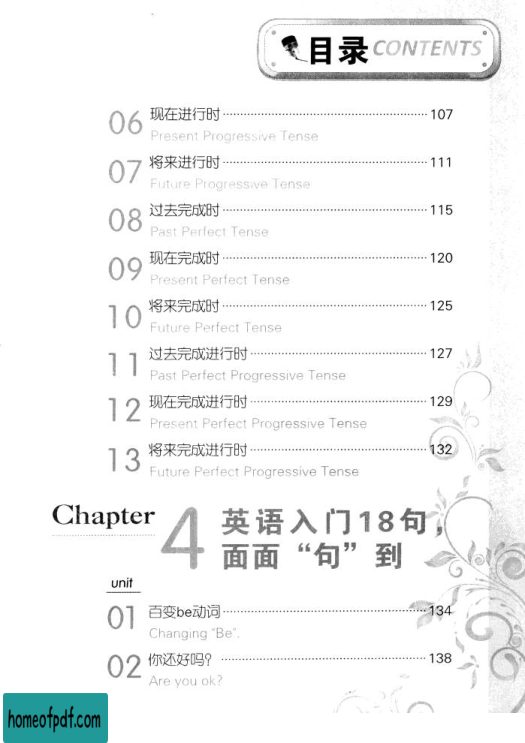 目录 CONTENTS
06 现在进行时 107
Present Progressive Tense
07 将来进行时 111
Future Progressive Tense
08 过去完成时 115
Past Perfect Tense
09 现在完成时 120
Present Perfect Tense
10 将来完成时 125
Future Perfect Tense
11 过去完成进行时 127
Past Perfect Progressive Tense
12 现在完成进行时 129
Present Perfect Progressive Tense
13 将来完成进行时 132
Future Perfect Progressive Tense
Chapter 4 英语入门18句，
面面“句”到
unit
01 百变be动词 134
Changing "Be".
02 你还好吗？ 138
Are you ok?
homeofpdf.com